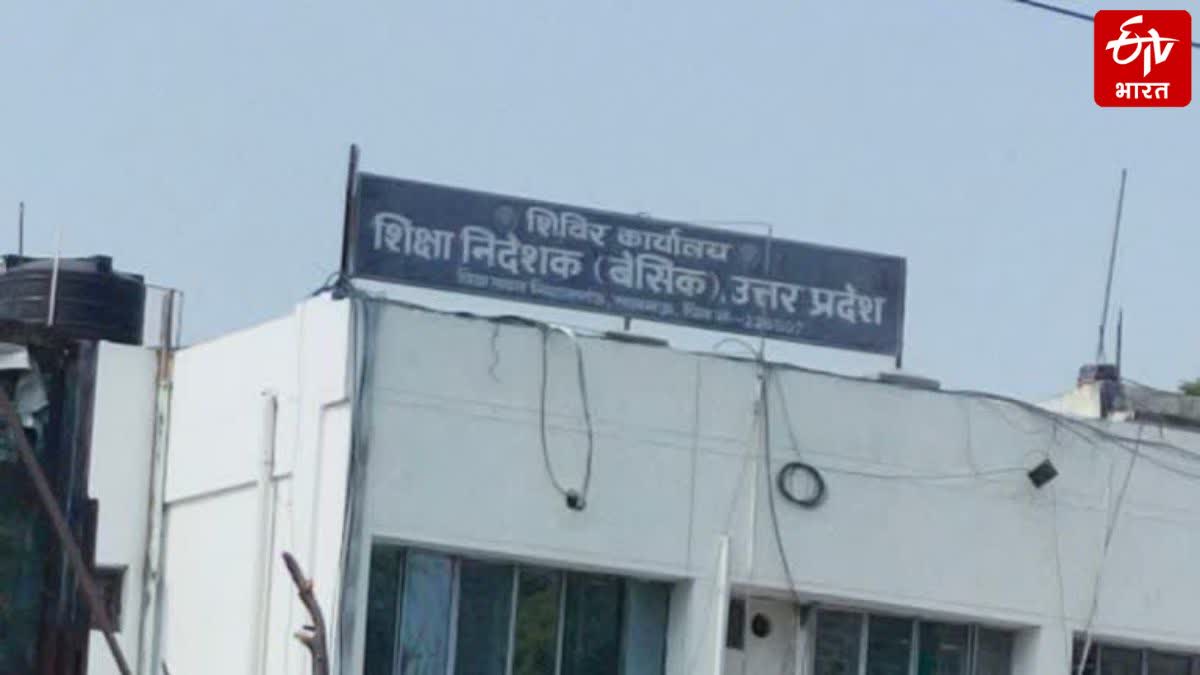 ETV
भारत
शिविर कार्यालय
शिक्षा निदेशक (बेसिक), उत्तर प्रदेश